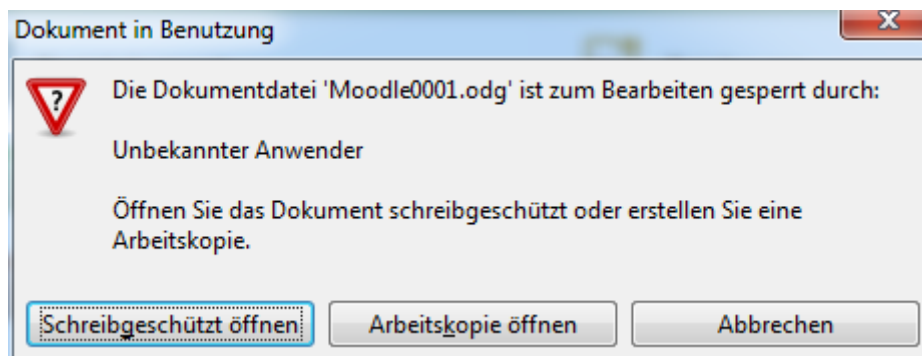 Dokument in Benutzung
Die Dokumentdatei 'Moodle0001.odg' ist zum Bearbeiten gesperrt durch:
Unbekannter Anwender
Öffnen Sie das Dokument schreibgeschützt oder erstellen Sie eine
Arbeitskopie.
Schreibgeschützt öffnen
Arbeitskopie öffnen
Abbrechen